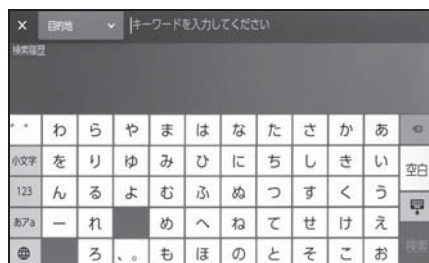 × 目的地 キーワードを入力してください
検索履歴
゛゜ わ ら や ま は な た さ か あ
小文字 を り ゆ み ひ に ち し き い 空白
123 ん る よ む ふ ぬ つ す く う
あアa ー れ め へ ね て せ け え
ろ 、。 も ほ の と そ こ お 検索